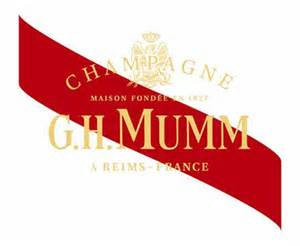 CHAMPAGNE
MAISON FONDÉE EN 1827
G.H. MUMM
A REIMS-FRANCE